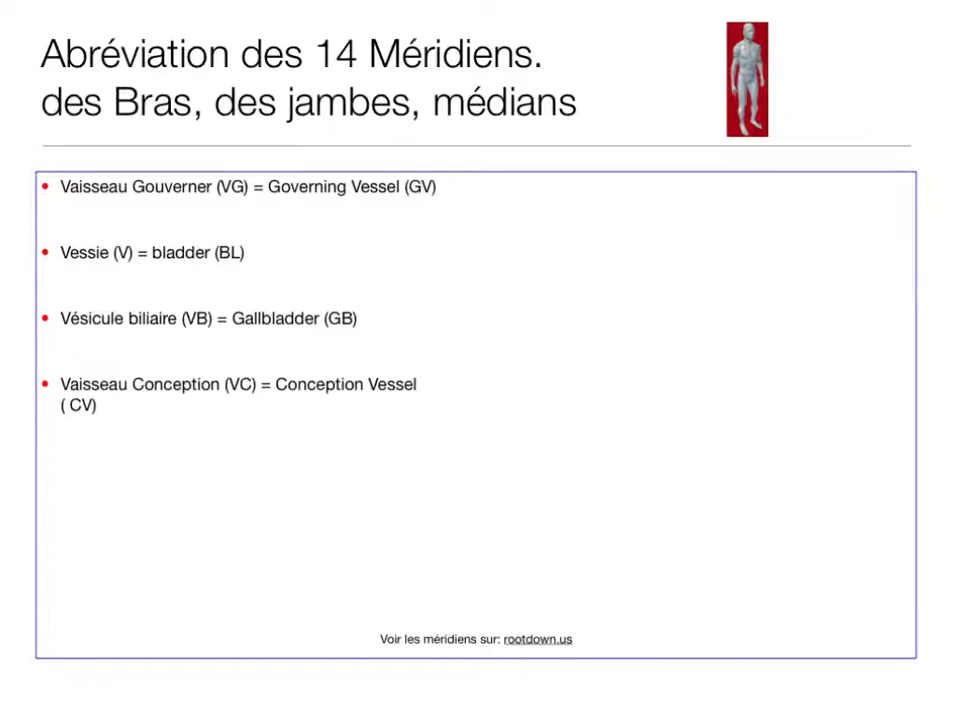 Abréviation des 14 Méridiens.
des Bras, des jambes, médians
• Vaisseau Gouverner (VG) = Governing Vessel (GV)
• Vessie (V) = bladder (BL)
• Vésicule biliaire (VB) = Gallbladder (GB)
• Vaisseau Conception (VC) = Conception Vessel
( CV)
Voir les méridiens sur: rootdown.us